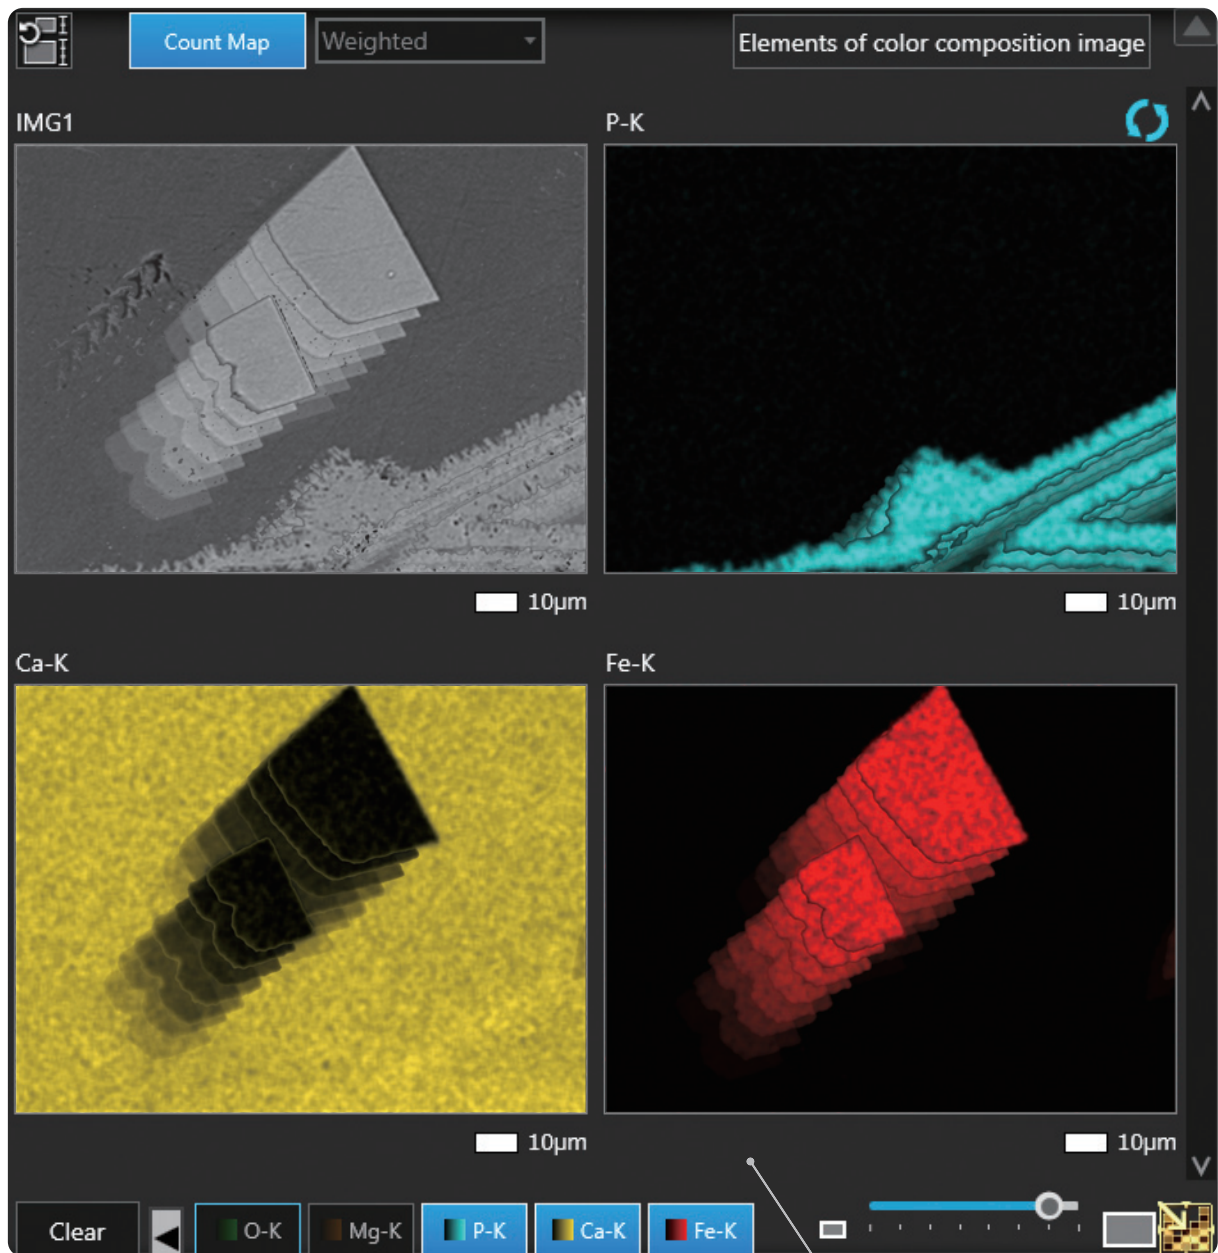 Count Map
Weighted
Elements of color composition image
IMG1
P-K
10µm
10µm
Ca-K
Fe-K
10µm
10µm
Clear
O-K
Mg-K
P-K
Ca-K
Fe-K